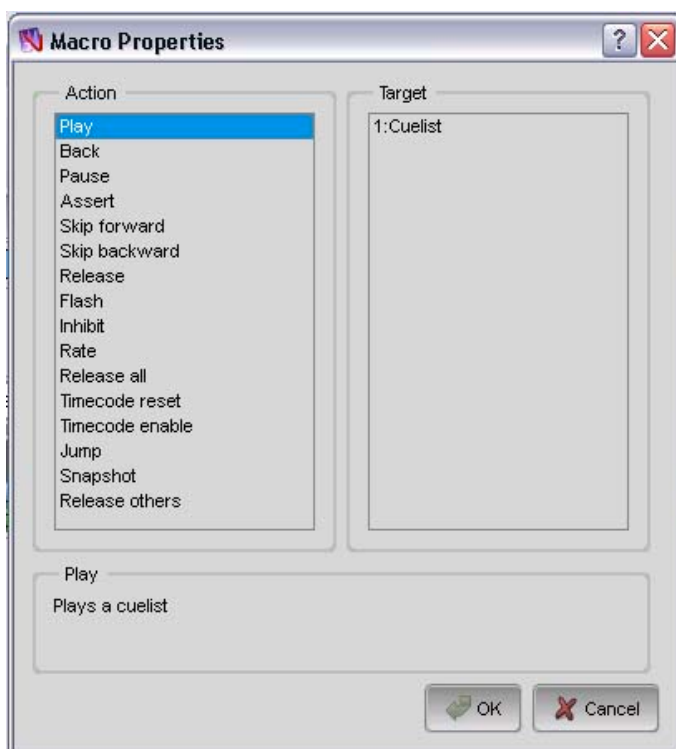 Macro Properties
Action
Play
Back
Pause
Assert
Skip forward
Skip backward
Release
Flash
Inhibit
Rate
Release all
Timecode reset
Timecode enable
Jump
Snapshot
Release others
Target
1:Cuelist
Play
Plays a cuelist
OK
Cancel